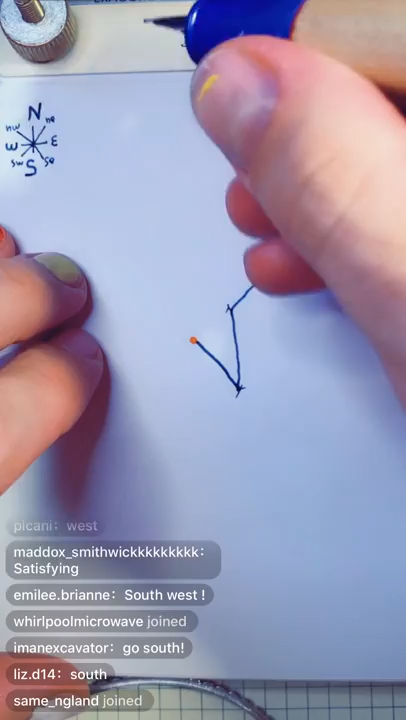 N
nw ne
W E
sw se
S
picani: west
maddox_smithwickkkkkkkkk:
Satisfying
emilee.brianne: South west !
whirlpoolmicrowave joined
imanexcavator: go south!
liz.d14: south
same_ngland joined